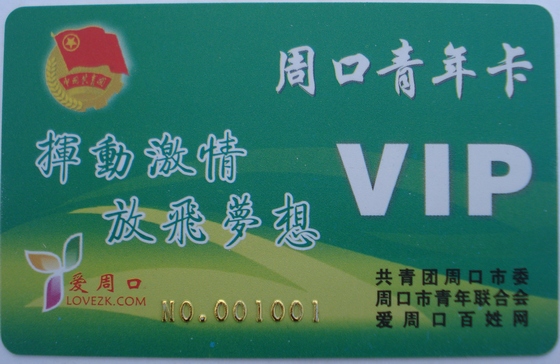 周口青年卡
揮動激情
放飛夢想
VIP
爱周口
LOVEZK.COM
NO.001001
共青团周口市委
周口市青年联合会
爱周口百姓网